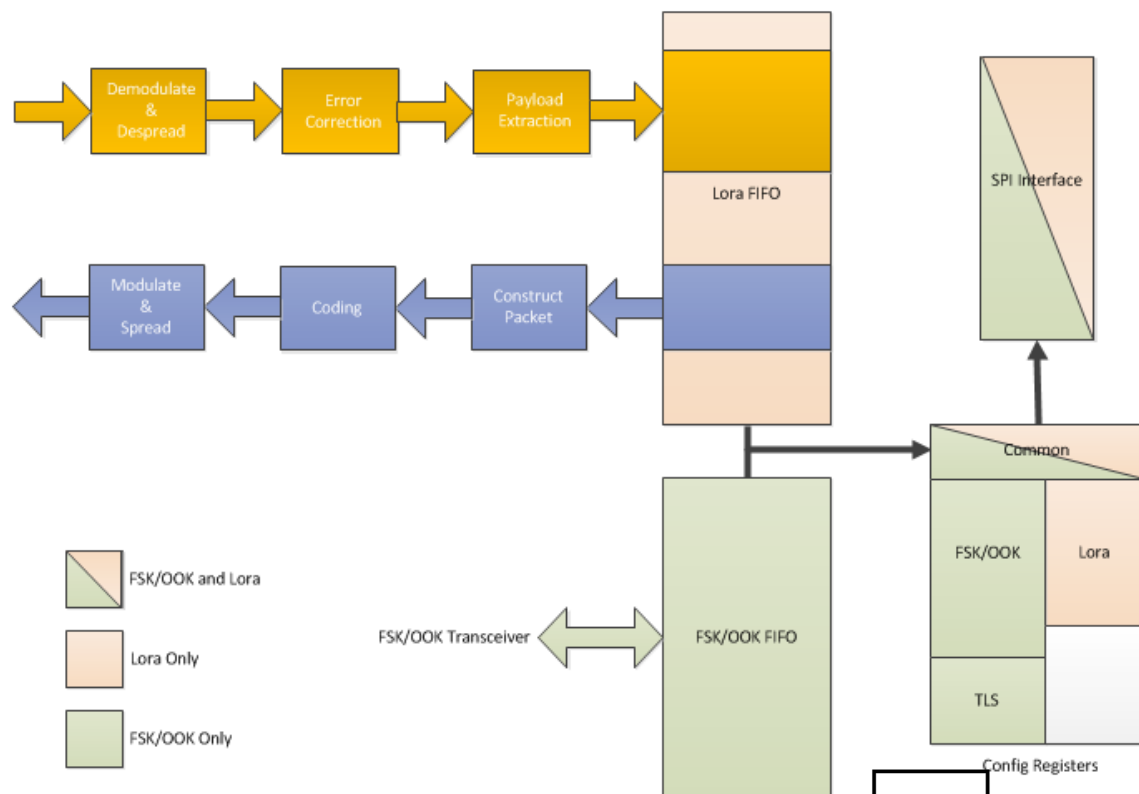 Demodulate
&
Despread
Error
Correction
Payload
Extraction
Lora FIFO
SPI Interface
Modulate
&
Spread
Coding
Construct
Packet
Common
FSK/OOK
Lora
FSK/OOK and Lora
FSK/OOK Transceiver
FSK/OOK FIFO
Lora Only
TLS
FSK/OOK Only
Config Registers